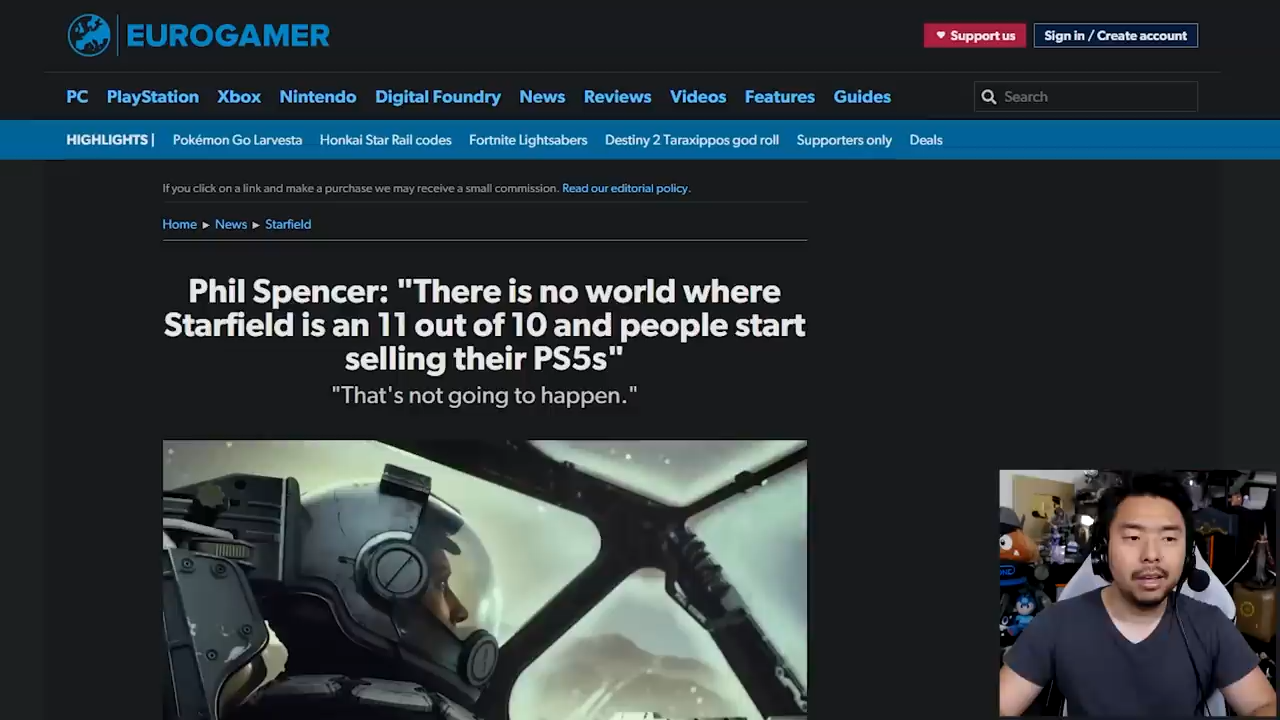 EUROGAMER
Support us
Sign in / Create account
PC PlayStation Xbox Nintendo Digital Foundry News Reviews Videos Features Guides
Search
HIGHLIGHTS | Pokémon Go Larvesta Honkai Star Rail codes Fortnite Lightsabers Destiny 2 Taraxippos god roll Supporters only Deals
If you click on a link and make a purchase we may receive a small commission. Read our editorial policy.
Home ► News ► Starfield
Phil Spencer: "There is no world where
Starfield is an 11 out of 10 and people start
selling their PS5s"
"That's not going to happen."